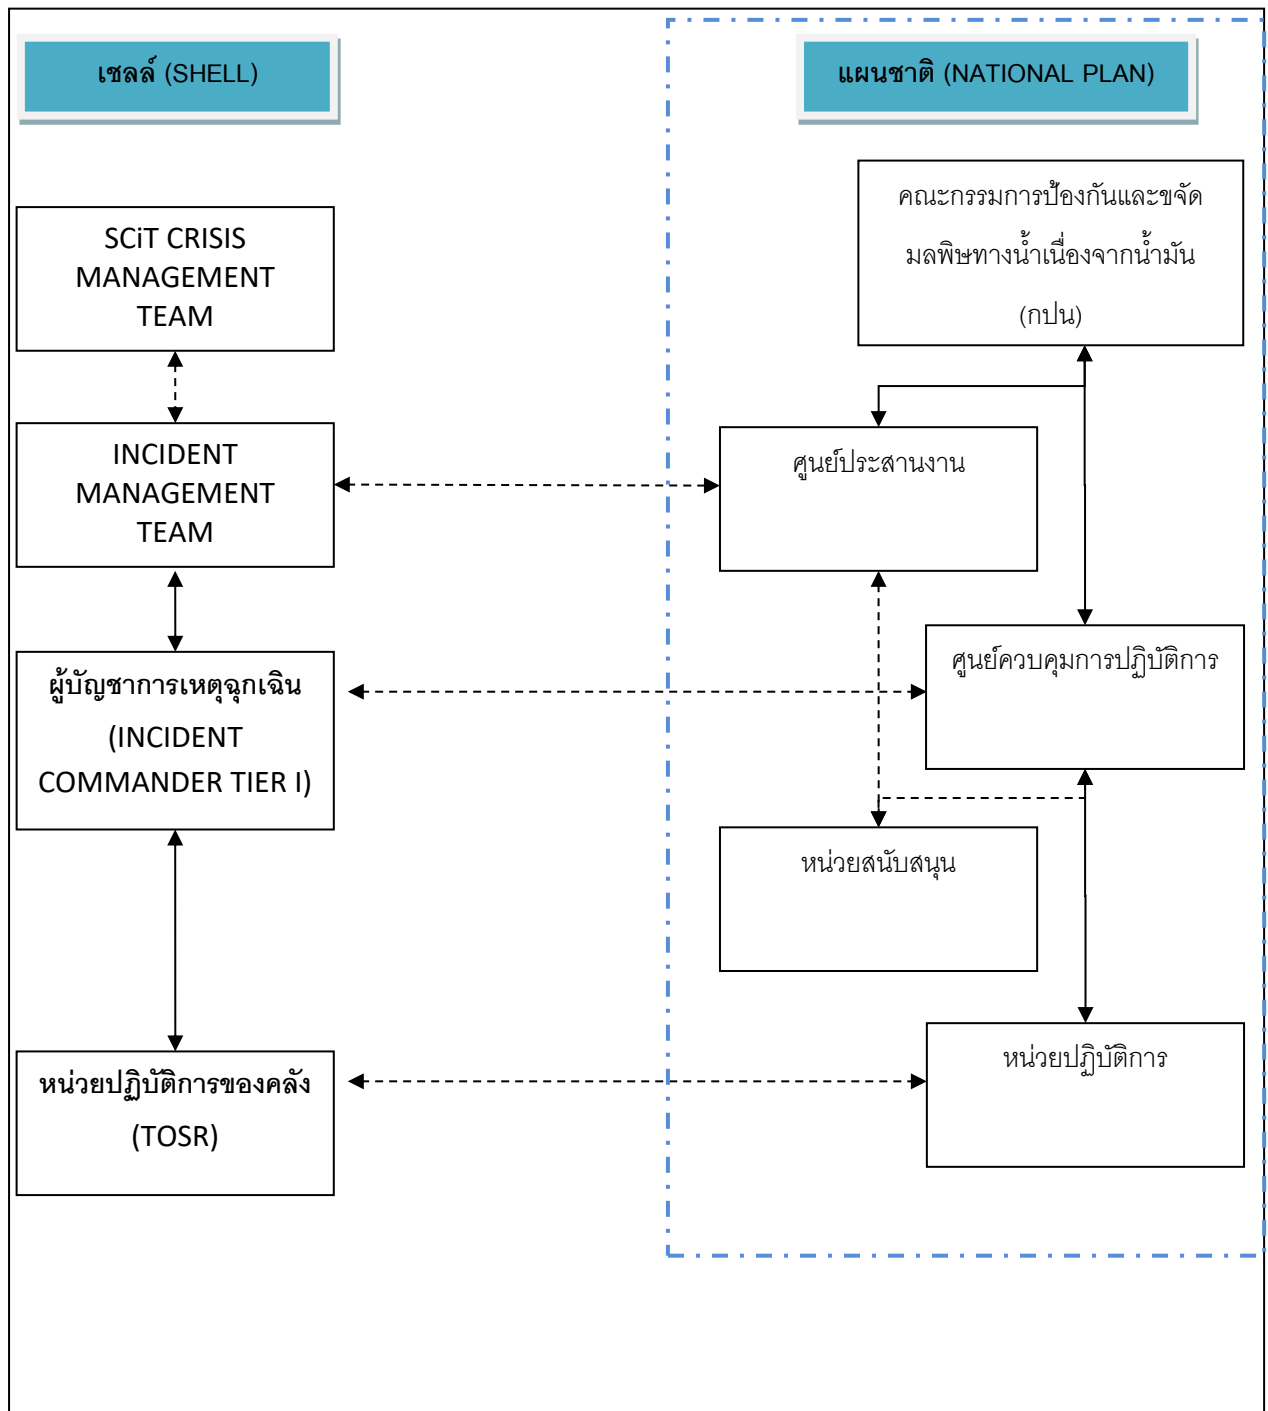 เชลล์ (SHELL)
แผนชาติ (NATIONAL PLAN)
คณะกรรมการป้องกันและขจัด
มลพิษทางน้ำเนื่องจากน้ำมัน
(กปน)
SCiT CRISIS
MANAGEMENT
TEAM
INCIDENT
MANAGEMENT
TEAM
ศูนย์ประสานงาน
ผู้บัญชาการเหตุฉุกเฉิน
(INCIDENT
COMMANDER TIER I)
ศูนย์ควบคุมการปฏิบัติการ
หน่วยสนับสนุน
หน่วยปฏิบัติการของคลัง
(TOSR)
หน่วยปฏิบัติการ